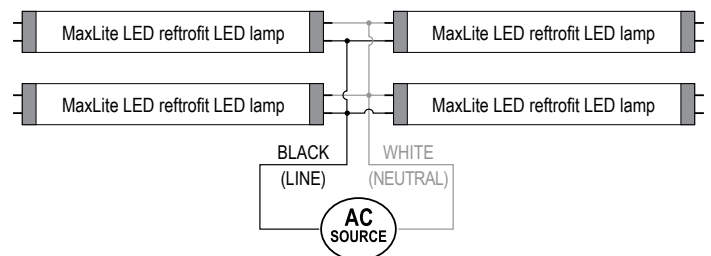 MaxLite LED reftrofit LED lamp
MaxLite LED reftrofit LED lamp
MaxLite LED reftrofit LED lamp
MaxLite LED reftrofit LED lamp
BLACK
(LINE)
WHITE
(NEUTRAL)
AC
SOURCE